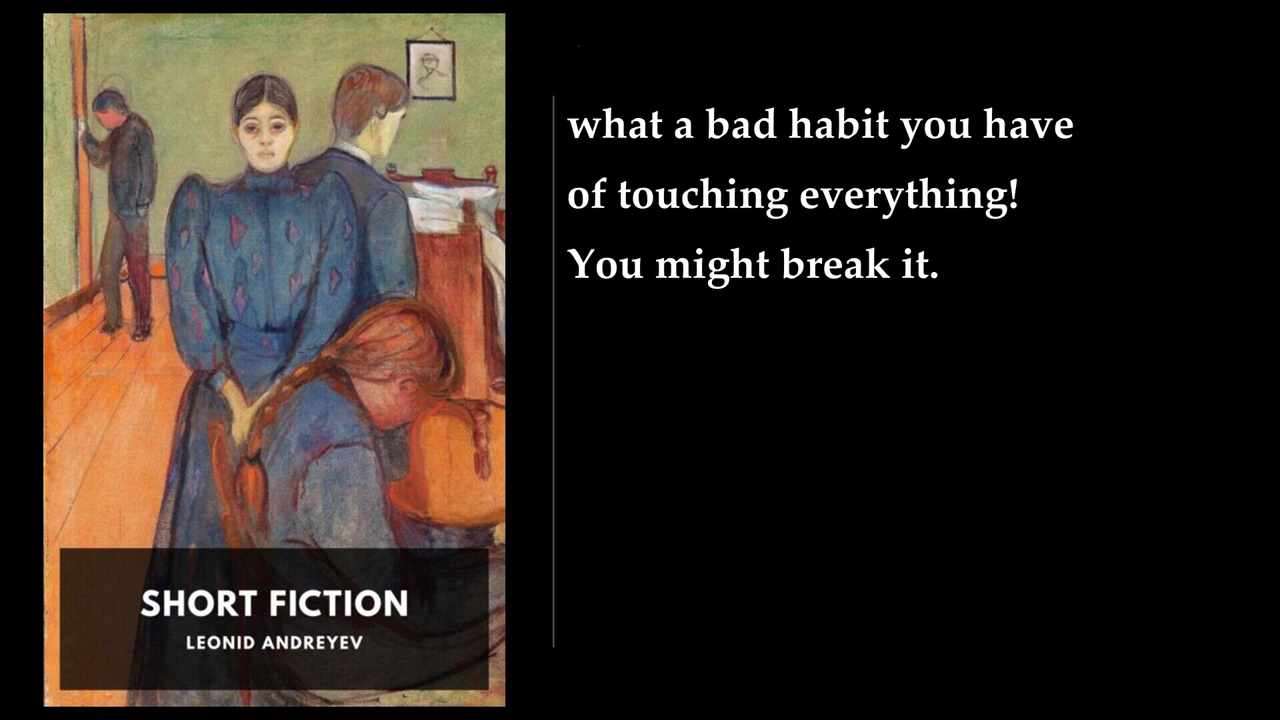 what a bad habit you have
of touching everything!
You might break it.
SHORT FICTION
LEONID ANDREYEV